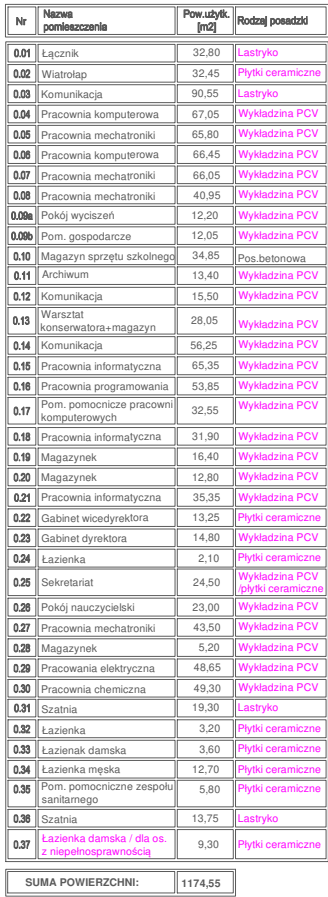 Nr Nazwa pomieszczenia Pow.użytk. [m2] Rodzaj posadzki
0.01 Łącznik 32,80 Lastryko
0.02 Wiatrołap 32,45 Płytki ceramiczne
0.03 Komunikacja 90,55 Lastryko
0.04 Pracownia komputerowa 67,05 Wykładzina PCV
0.05 Pracownia mechatroniki 65,80 Wykładzina PCV
0.06 Pracownia komputerowa 66,45 Wykładzina PCV
0.07 Pracownia mechatroniki 66,05 Wykładzina PCV
0.08 Pracownia mechatroniki 40,95 Wykładzina PCV
0.09a Pokój wyciszeń 12,20 Wykładzina PCV
0.09b Pom. gospodarcze 12,05 Wykładzina PCV
0.10 Magazyn sprzętu szkolnego 34,85 Pos.betonowa
0.11 Archiwum 13,40 Wykładzina PCV
0.12 Komunikacja 15,50 Wykładzina PCV
0.13 Warsztat
konserwatora+magazyn 28,05 Wykładzina PCV
0.14 Komunikacja 56,25 Wykładzina PCV
0.15 Pracownia informatyczna 65,35 Wykładzina PCV
0.16 Pracownia programowania 53,85 Wykładzina PCV
0.17 Pom. pomocnicze pracowni
komputerowych 32,55 Wykładzina PCV
0.18 Pracownia informatyczna 31,90 Wykładzina PCV
0.19 Magazynek 16,40 Wykładzina PCV
0.20 Magazynek 12,80 Wykładzina PCV
0.21 Pracownia informatyczna 35,35 Wykładzina PCV
0.22 Gabinet wicedyrektora 13,25 Płytki ceramiczne
0.23 Gabinet dyrektora 14,80 Wykładzina PCV
0.24 Łazienka 2,10 Płytki ceramiczne
0.25 Sekretariat 24,50 Wykładzina PCV
/płytki ceramiczne
0.26 Pokój nauczycielski 23,00 Wykładzina PCV
0.27 Pracownia mechatroniki 43,50 Wykładzina PCV
0.28 Magazynek 5,20 Wykładzina PCV
0.29 Pracowania elektryczna 48,65 Wykładzina PCV
0.30 Pracownia chemiczna 49,30 Wykładzina PCV
0.31 Szatnia 19,30 Lastryko
0.32 Łazienka 3,20 Płytki ceramiczne
0.33 Łazienak damska 3,60 Płytki ceramiczne
0.34 Łazienka męska 12,70 Płytki ceramiczne
0.35 Pom. pomocniczne zespołu
sanitarnego 5,80 Płytki ceramiczne
0.36 Szatnia 13,75 Lastryko
0.37 Łazienka damska / dla os.
z niepełnosprawnością 9,30 Płytki ceramiczne
SUMA POWIERZCHNI: 1174,55